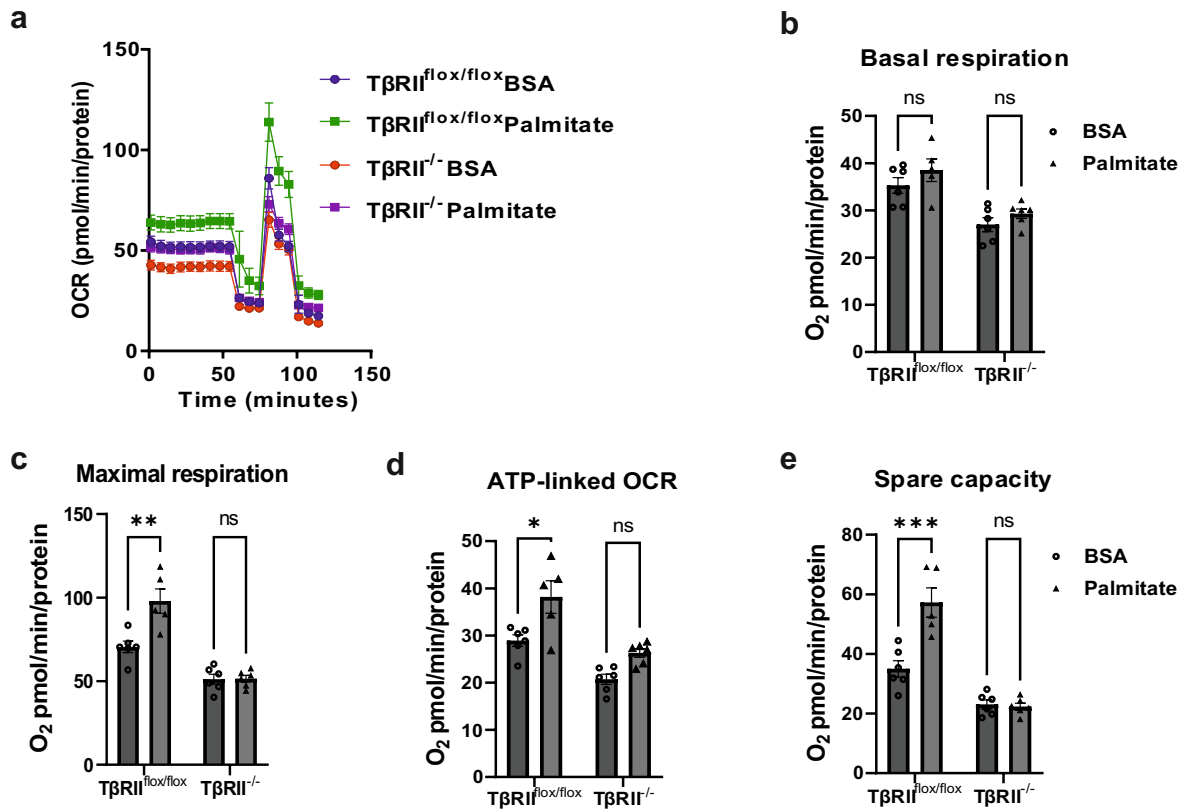 a
150
100
50
0
OCR (pmol/min/protein)
0 50 100 150
Time (minutes)
TβRII^flox/flox BSA
TβRII^flox/flox Palmitate
TβRII^-/- BSA
TβRII^-/- Palmitate
b
Basal respiration
ns ns
50
40
30
20
10
0
O₂ pmol/min/protein
TβRII^flox/flox TβRII^-/-
BSA
Palmitate
c
Maximal respiration
** ns
150
100
50
0
O₂ pmol/min/protein
TβRII^flox/flox TβRII^-/-
d
ATP-linked OCR
* ns
50
40
30
20
10
0
O₂ pmol/min/protein
TβRII^flox/flox TβRII^-/-
e
Spare capacity
*** ns
80
60
40
20
0
O₂ pmol/min/protein
TβRII^flox/flox TβRII^-/-
BSA
Palmitate